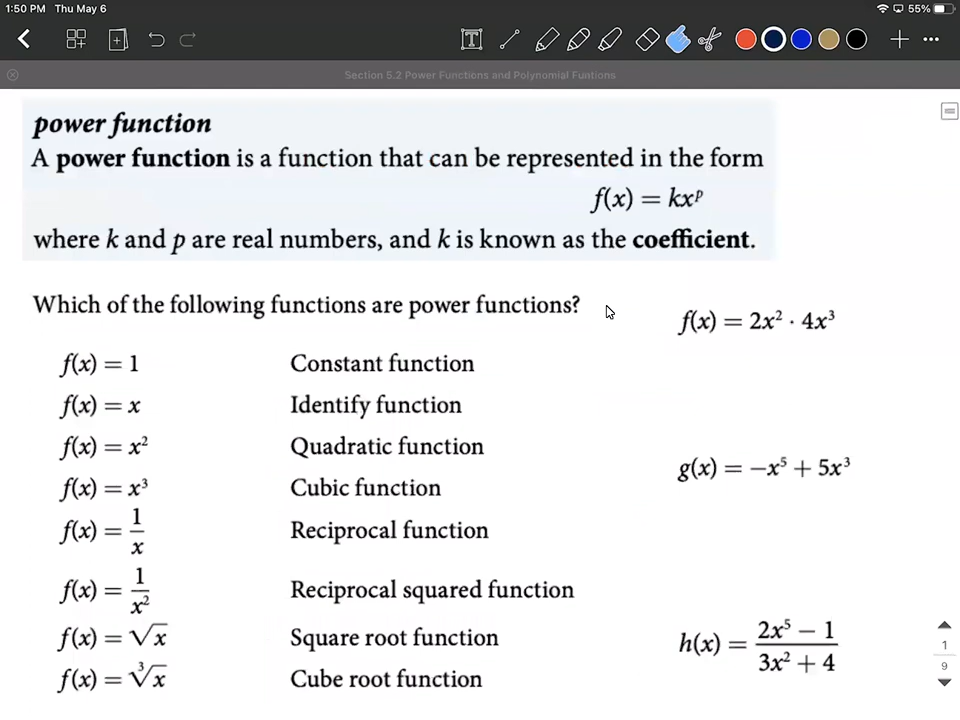 1:50 PM Thu May 6
55%
Section 5.2 Power Functions and Polynomial Funtions
power function
A power function is a function that can be represented in the form
f(x) = kx^p
where k and p are real numbers, and k is known as the coefficient.
Which of the following functions are power functions?
f(x) = 2x² · 4x³
f(x) = 1 Constant function
f(x) = x Identify function
f(x) = x² Quadratic function
g(x) = −x⁵ + 5x³
f(x) = x³ Cubic function
f(x) = 1/x Reciprocal function
f(x) = 1/x² Reciprocal squared function
f(x) = √x Square root function
h(x) = (2x⁵ − 1)/(3x² + 4)
f(x) = ∛x Cube root function
1
9